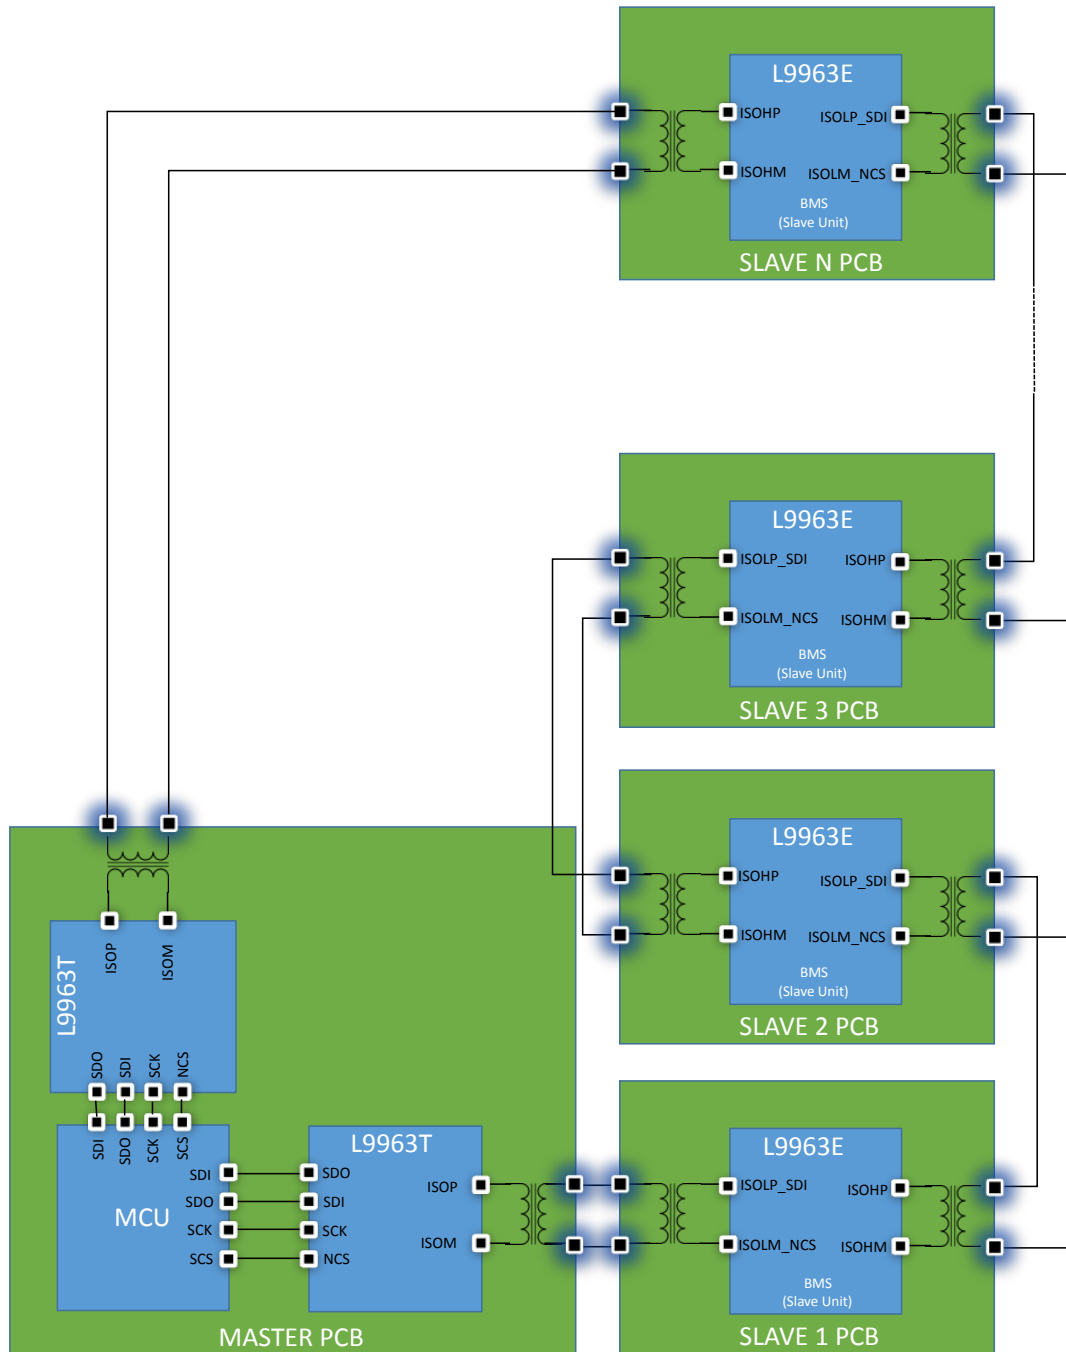 L9963E
ISOHP
ISOLP_SDI
ISOHM
ISOLM_NCS
BMS
(Slave Unit)
SLAVE N PCB
L9963E
ISOLP_SDI
ISOHP
ISOLM_NCS
ISOHM
BMS
(Slave Unit)
SLAVE 3 PCB
L9963E
ISOHP
ISOLP_SDI
ISOHM
ISOLM_NCS
BMS
(Slave Unit)
SLAVE 2 PCB
ISOP
ISOM
L9963T
SDO
SDI
SCK
NCS
SDI
SDO
SCK
SCS
MCU
SDI
SDO
SCK
SCS
L9963T
SDO
SDI
SCK
NCS
ISOP
ISOM
MASTER PCB
L9963E
ISOLP_SDI
ISOHP
ISOLM_NCS
ISOHM
BMS
(Slave Unit)
SLAVE 1 PCB